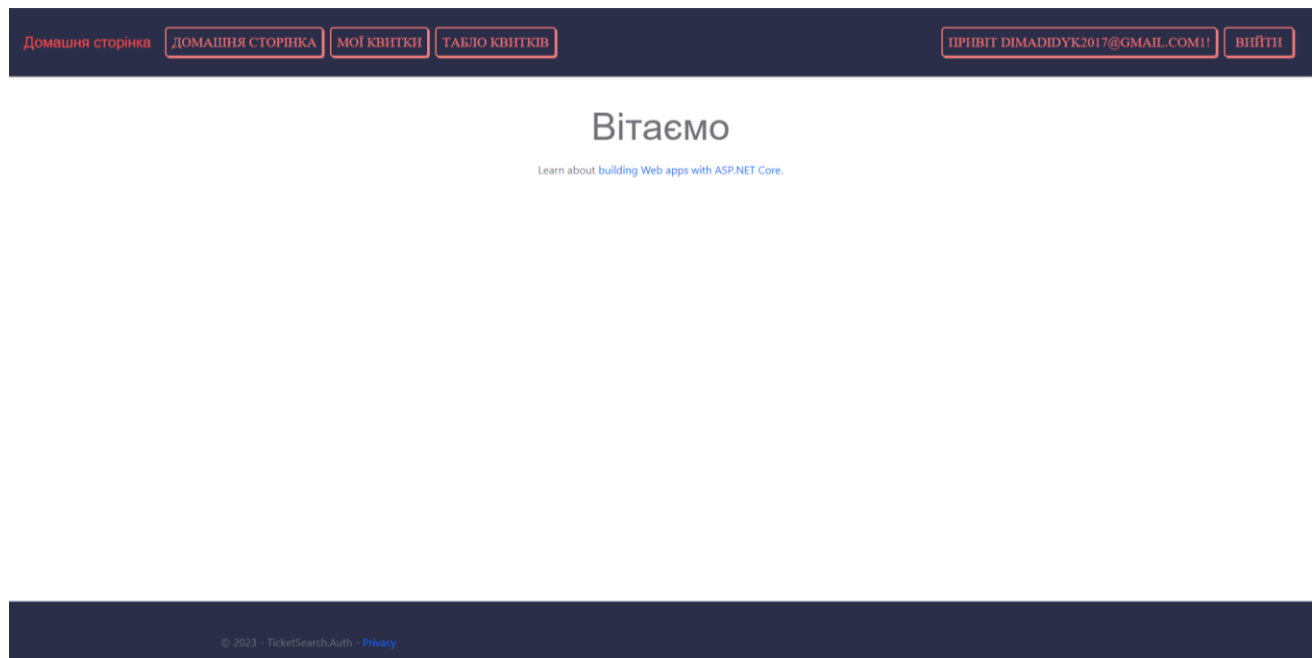 Домашня сторінка ДОМАШНЯ СТОРІНКА МОЇ КВИТКИ ТАБЛО КВИТКІВ ПРИВІТ DIMADIDYK2017@GMAIL.COM1! ВИЙТИ
Вітаємо
Learn about building Web apps with ASP.NET Core.
© 2023 - TicketSearch.Auth - Privacy